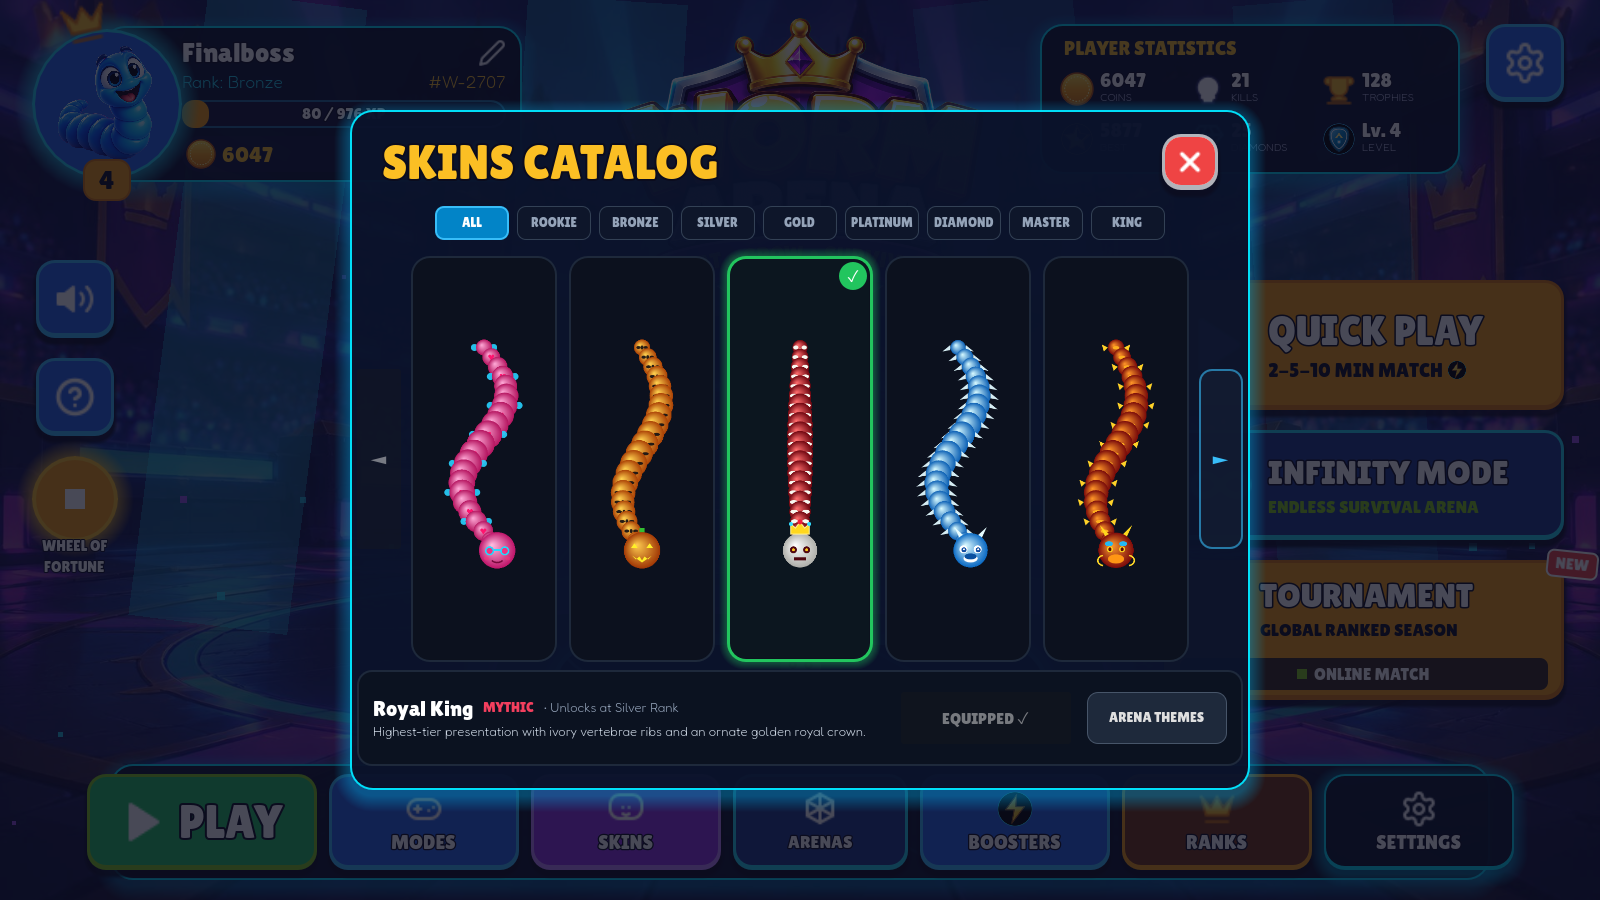 Finalboss
Rank: Bronze
#W-2707
80 / 976 XP
6047
4
PLAYER STATISTICS
6047
COINS
21
KILLS
128
TROPHIES
Lv. 4
LEVEL
SKINS CATALOG
ALL
ROOKIE
BRONZE
SILVER
GOLD
PLATINUM
DIAMOND
MASTER
KING
WHEEL OF
FORTUNE
QUICK PLAY
2-5-10 MIN MATCH
INFINITY MODE
ENDLESS SURVIVAL ARENA
NEW
TOURNAMENT
GLOBAL RANKED SEASON
ONLINE MATCH
Royal King MYTHIC · Unlocks at Silver Rank
Highest-tier presentation with ivory vertebrae ribs and an ornate golden royal crown.
EQUIPPED ✓
ARENA THEMES
PLAY
MODES
SKINS
ARENAS
BOOSTERS
RANKS
SETTINGS